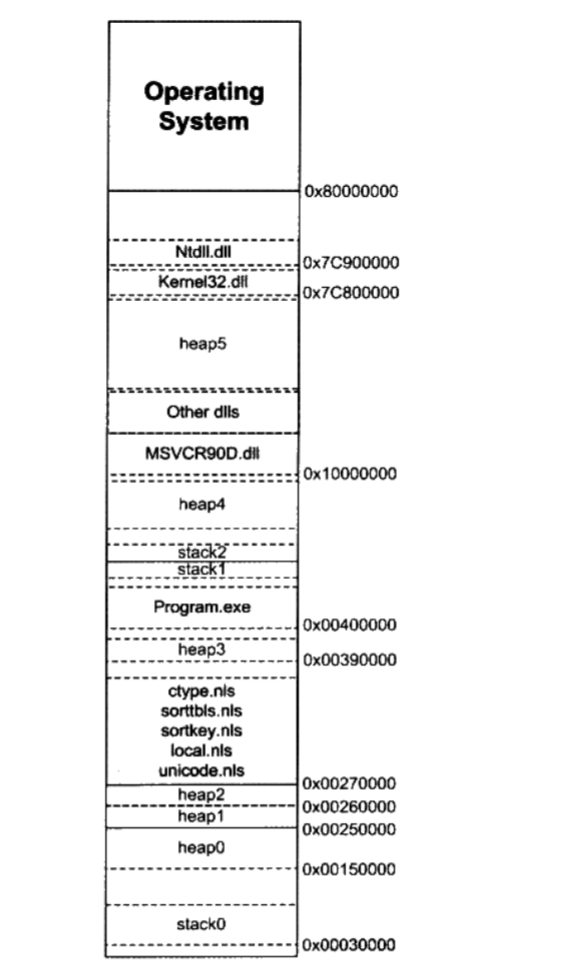 Operating
System
0x80000000
Ntdll.dll
0x7C900000
Kernel32.dll
0x7C800000
heap5
Other dlls
MSVCR90D.dll
0x10000000
heap4
stack2
stack1
Program.exe
0x00400000
heap3
0x00390000
ctype.nls
sorttbls.nls
sortkey.nls
local.nls
unicode.nls
0x00270000
heap2
0x00260000
heap1
0x00250000
heap0
0x00150000
stack0
0x00030000